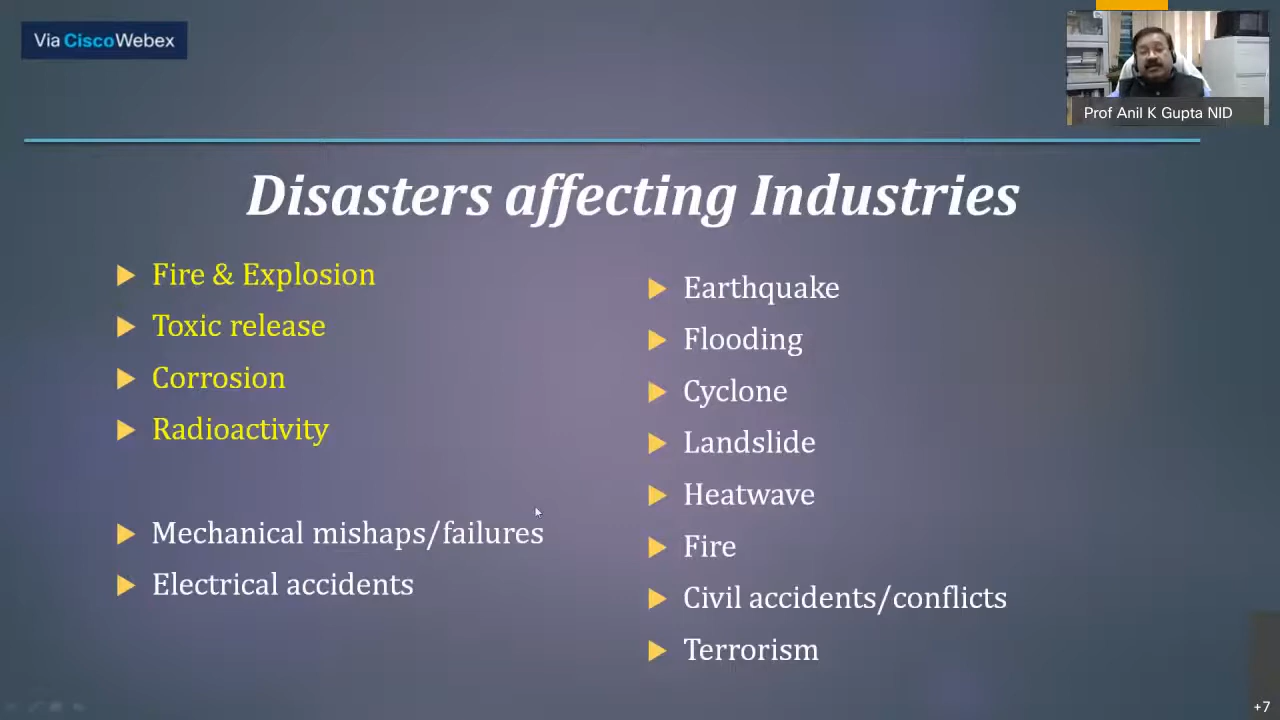 Via CiscoWebex
Prof Anil K Gupta NID
Disasters affecting Industries
Fire & Explosion
Toxic release
Corrosion
Radioactivity
Mechanical mishaps/failures
Electrical accidents
Earthquake
Flooding
Cyclone
Landslide
Heatwave
Fire
Civil accidents/conflicts
Terrorism
+7